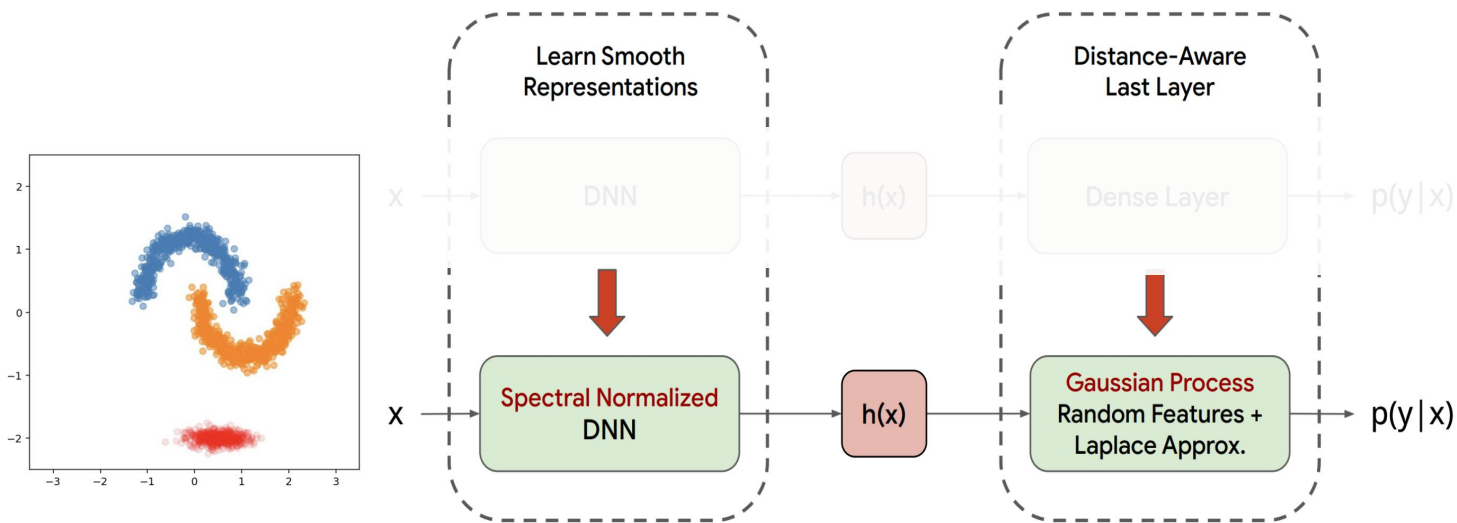 Learn Smooth
Representations
Distance-Aware
Last Layer
x
DNN
h(x)
Dense Layer
p(y|x)
x
Spectral Normalized
DNN
h(x)
Gaussian Process
Random Features +
Laplace Approx.
p(y|x)
2
1
0
−1
−2
−3 −2 −1 0 1 2 3